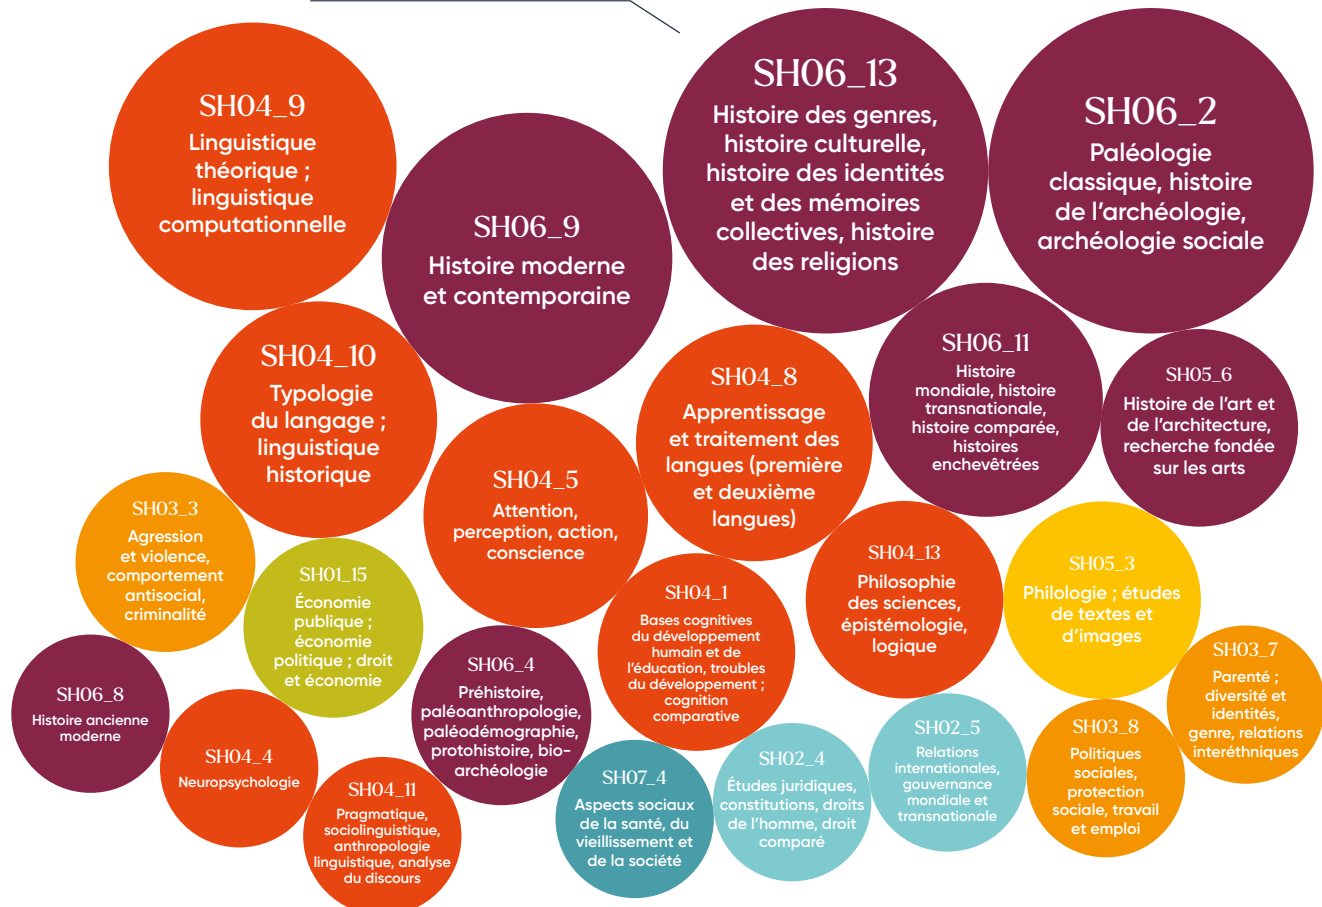 SH04_9
Linguistique
théorique ;
linguistique
computationnelle
SH06_9
Histoire moderne
et contemporaine
SH06_13
Histoire des genres,
histoire culturelle,
histoire des identités
et des mémoires
collectives, histoire
des religions
SH06_2
Paléologie
classique, histoire
de l'archéologie,
archéologie sociale
SH04_10
Typologie
du langage ;
linguistique
historique
SH04_5
Attention,
perception, action,
conscience
SH04_8
Apprentissage
et traitement des
langues (première
et deuxième
langues)
SH06_11
Histoire
mondiale, histoire
transnationale,
histoire comparée,
histoires
enchevêtrées
SH05_6
Histoire de l'art et
de l'architecture,
recherche fondée
sur les arts
SH03_3
Agression
et violence,
comportement
antisocial,
criminalité
SH01_15
Économie
publique ;
économie
politique ; droit
et économie
SH04_1
Bases cognitives
du développement
humain et de
l'éducation, troubles
du développement ;
cognition
comparative
SH04_13
Philosophie
des sciences,
épistémologie,
logique
SH05_3
Philologie ; études
de textes et
d'images
SH03_7
Parenté ;
diversité et
identités,
genre, relations
interéthniques
SH06_8
Histoire ancienne
moderne
SH04_4
Neuropsychologie
SH06_4
Préhistoire,
paléoanthropologie,
paléodémographie,
protohistoire, bio-
archéologie
SH04_11
Pragmatique,
sociolinguistique,
anthropologie
linguistique, analyse
du discours
SH07_4
Aspects sociaux
de la santé, du
vieillissement et
de la société
SH02_4
Études juridiques,
constitutions, droits
de l'homme, droit
comparé
SH02_5
Relations
internationales,
gouvernance
mondiale et
transnationale
SH03_8
Politiques
sociales,
protection
sociale, travail
et emploi